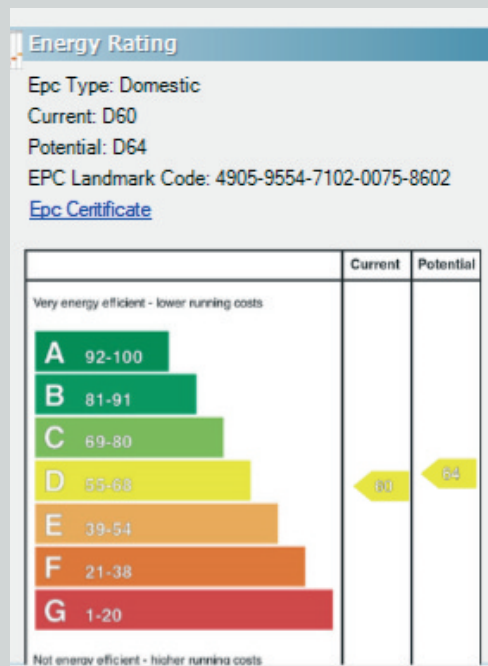 Energy Rating
Epc Type: Domestic
Current: D60
Potential: D64
EPC Landmark Code: 4905-9554-7102-0075-8602
Epc Ceritificate
Current Potential
Very energy efficient - lower running costs
A 92-100
B 81-91
C 69-80
D 55-68
E 39-54
F 21-38
G 1-20
60
64
Not energy efficient - higher running costs